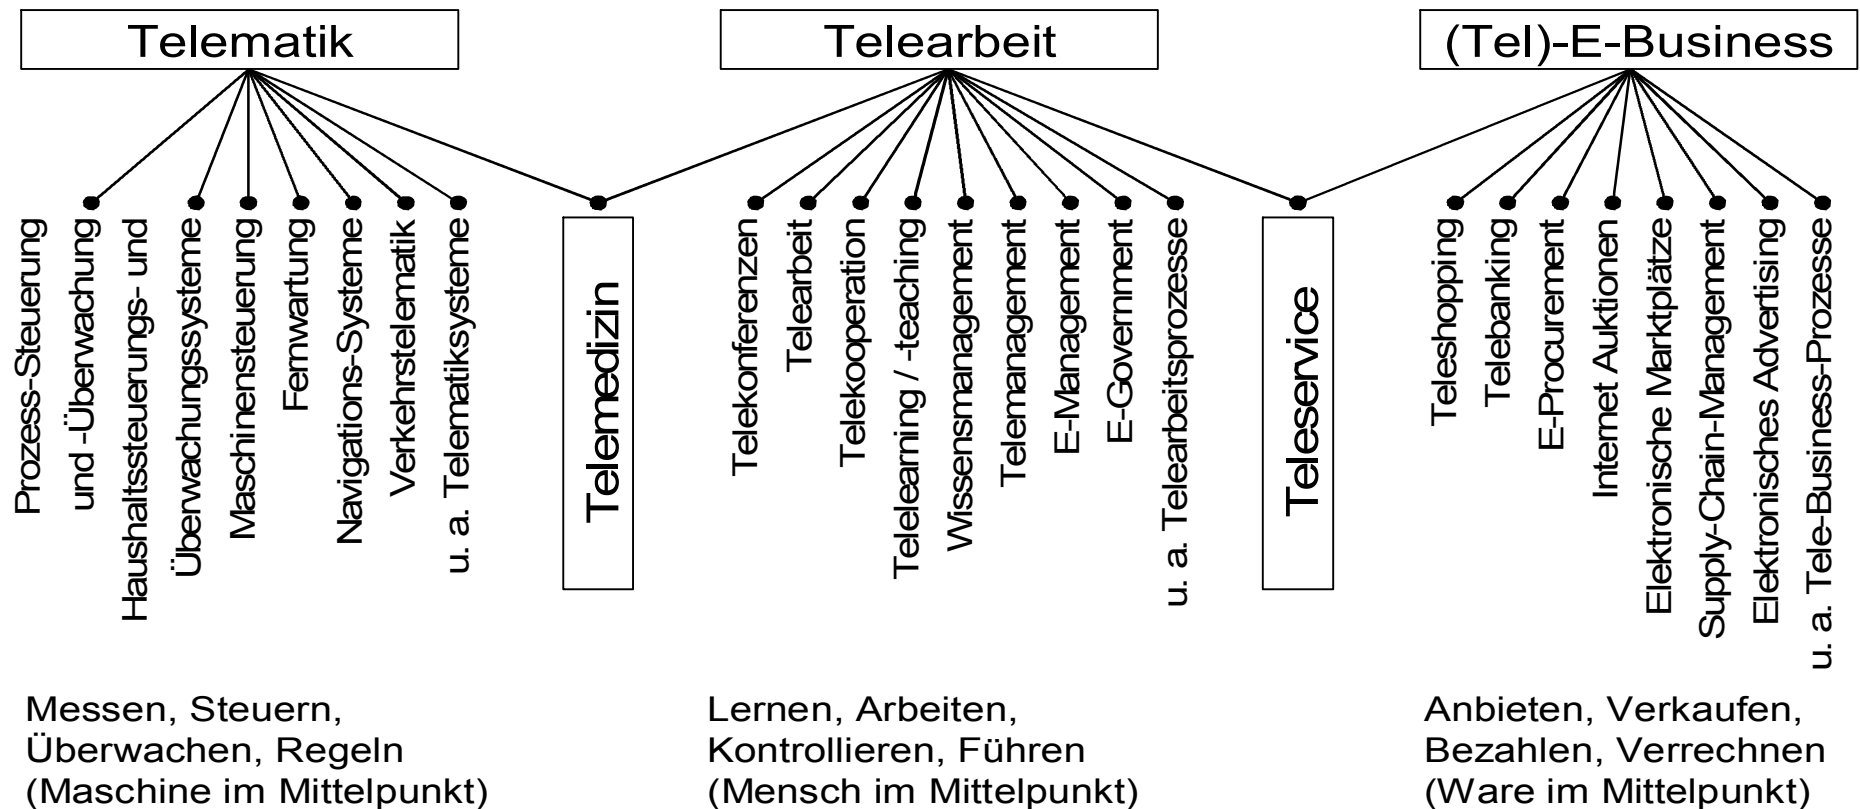 Telematik
Telearbeit
(Tel)-E-Business
Prozess-Steuerung
und -Überwachung
Haushaltssteuerungs- und
Überwachungssysteme
Maschinensteuerung
Fernwartung
Navigations-Systeme
Verkehrstelematik
u. a. Telematiksysteme
Telemedizin
Telekonferenzen
Telearbeit
Telekooperation
Telelearning / -teaching
Wissensmanagement
Telemanagement
E-Management
E-Government
u. a. Telearbeitsprozesse
Teleservice
Teleshopping
Telebanking
E-Procurement
Internet Auktionen
Elektronische Marktplätze
Supply-Chain-Management
Elektronisches Advertising
u. a. Tele-Business-Prozesse
Messen, Steuern,
Überwachen, Regeln
(Maschine im Mittelpunkt)
Lernen, Arbeiten,
Kontrollieren, Führen
(Mensch im Mittelpunkt)
Anbieten, Verkaufen,
Bezahlen, Verrechnen
(Ware im Mittelpunkt)